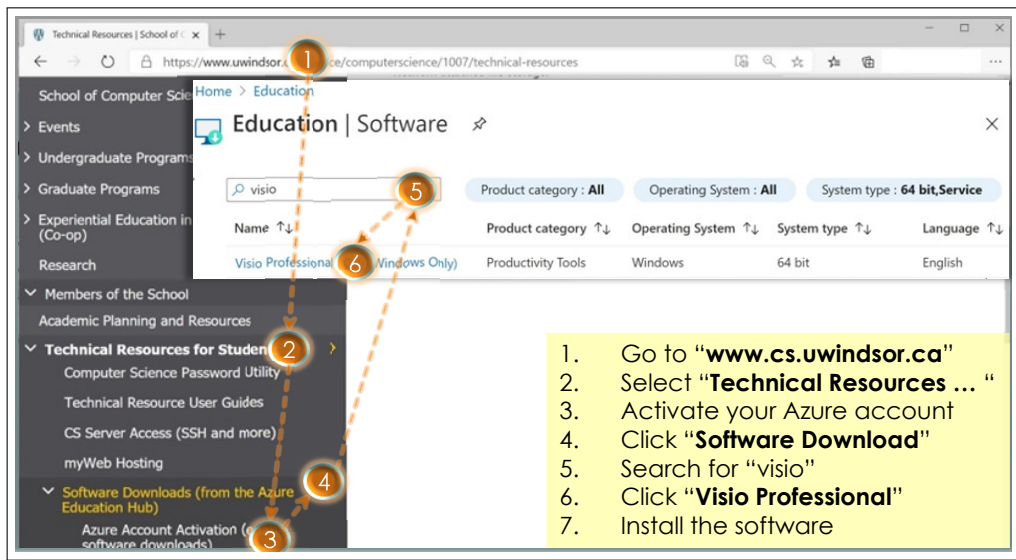 Technical Resources | School of C x +
https://www.uwindsor.c ce/computerscience/1007/technical-resources
School of Computer Scie
Events
Undergraduate Programs
Graduate Programs
Experiential Education in
(Co-op)
Research
Members of the School
Academic Planning and Resources
Technical Resources for Studen
Computer Science Password Utility
Technical Resource User Guides
CS Server Access (SSH and more)
myWeb Hosting
Software Downloads (from the Azure
Education Hub)
Azure Account Activation (
software downloads)
Home > Education
Education | Software
visio
Product category : All
Operating System : All
System type : 64 bit,Service
Name ↑↓
Product category ↑↓
Operating System ↑↓
System type ↑↓
Language ↑↓
Visio Professional Windows Only)
Productivity Tools
Windows
64 bit
English
1
2
3
4
5
6
1. Go to “www.cs.uwindsor.ca”
2. Select “Technical Resources … “
3. Activate your Azure account
4. Click “Software Download”
5. Search for “visio”
6. Click “Visio Professional”
7. Install the software